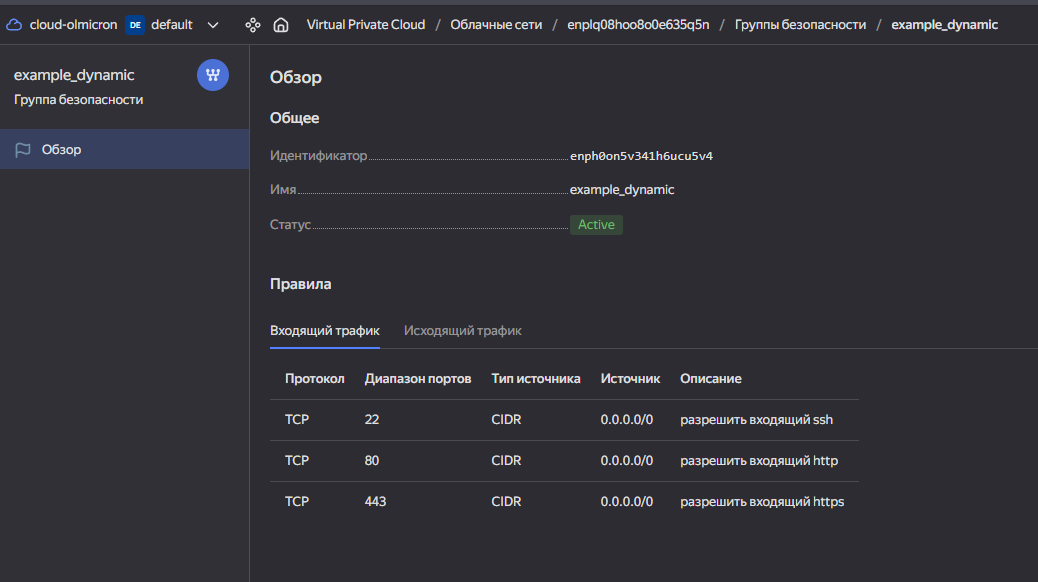 cloud-olmicron DE default Virtual Private Cloud / Облачные сети / enplq08hoo8o0e635q5n / Группы безопасности / example_dynamic
example_dynamic
Группа безопасности
Обзор
Обзор
Общее
Идентификатор enph0on5v341h6ucu5v4
Имя example_dynamic
Статус Active
Правила
Входящий трафик Исходящий трафик
Протокол Диапазон портов Тип источника Источник Описание
TCP 22 CIDR 0.0.0.0/0 разрешить входящий ssh
TCP 80 CIDR 0.0.0.0/0 разрешить входящий http
TCP 443 CIDR 0.0.0.0/0 разрешить входящий https